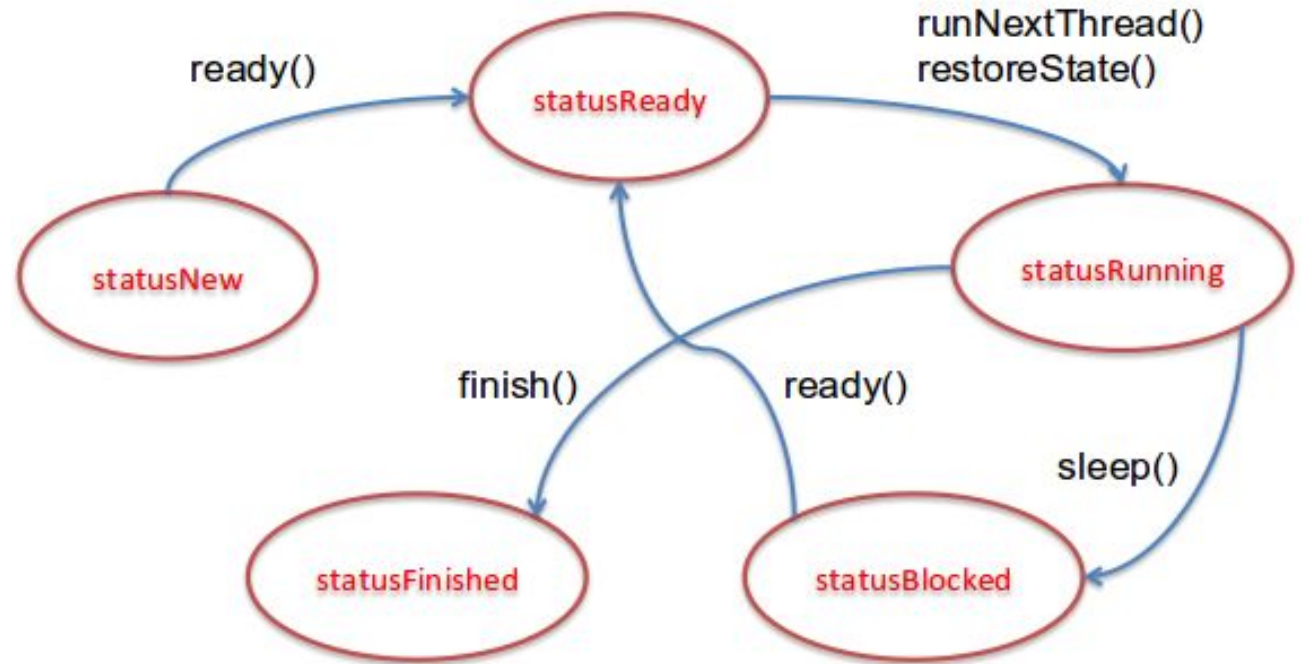 runNextThread()
restoreState()
ready()
statusReady
statusNew
statusRunning
finish()
ready()
sleep()
statusFinished
statusBlocked